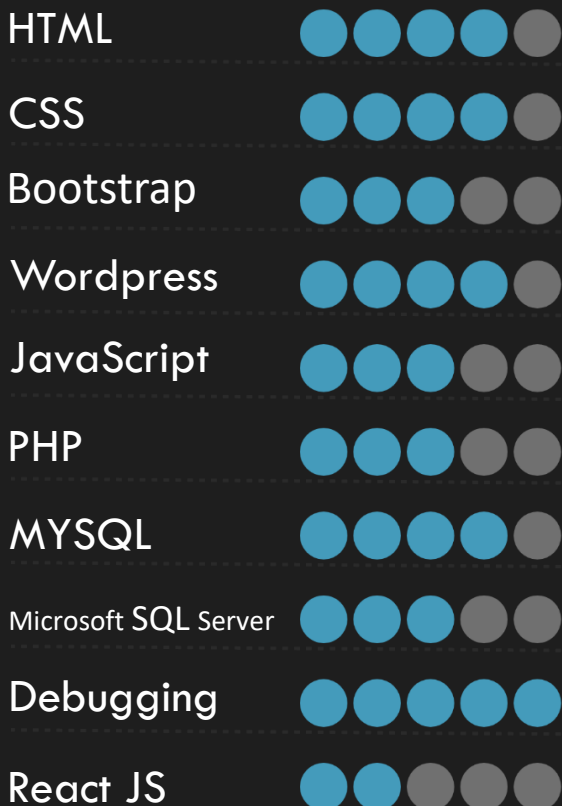 HTML
CSS
Bootstrap
Wordpress
JavaScript
PHP
MYSQL
Microsoft SQL Server
Debugging
React JS